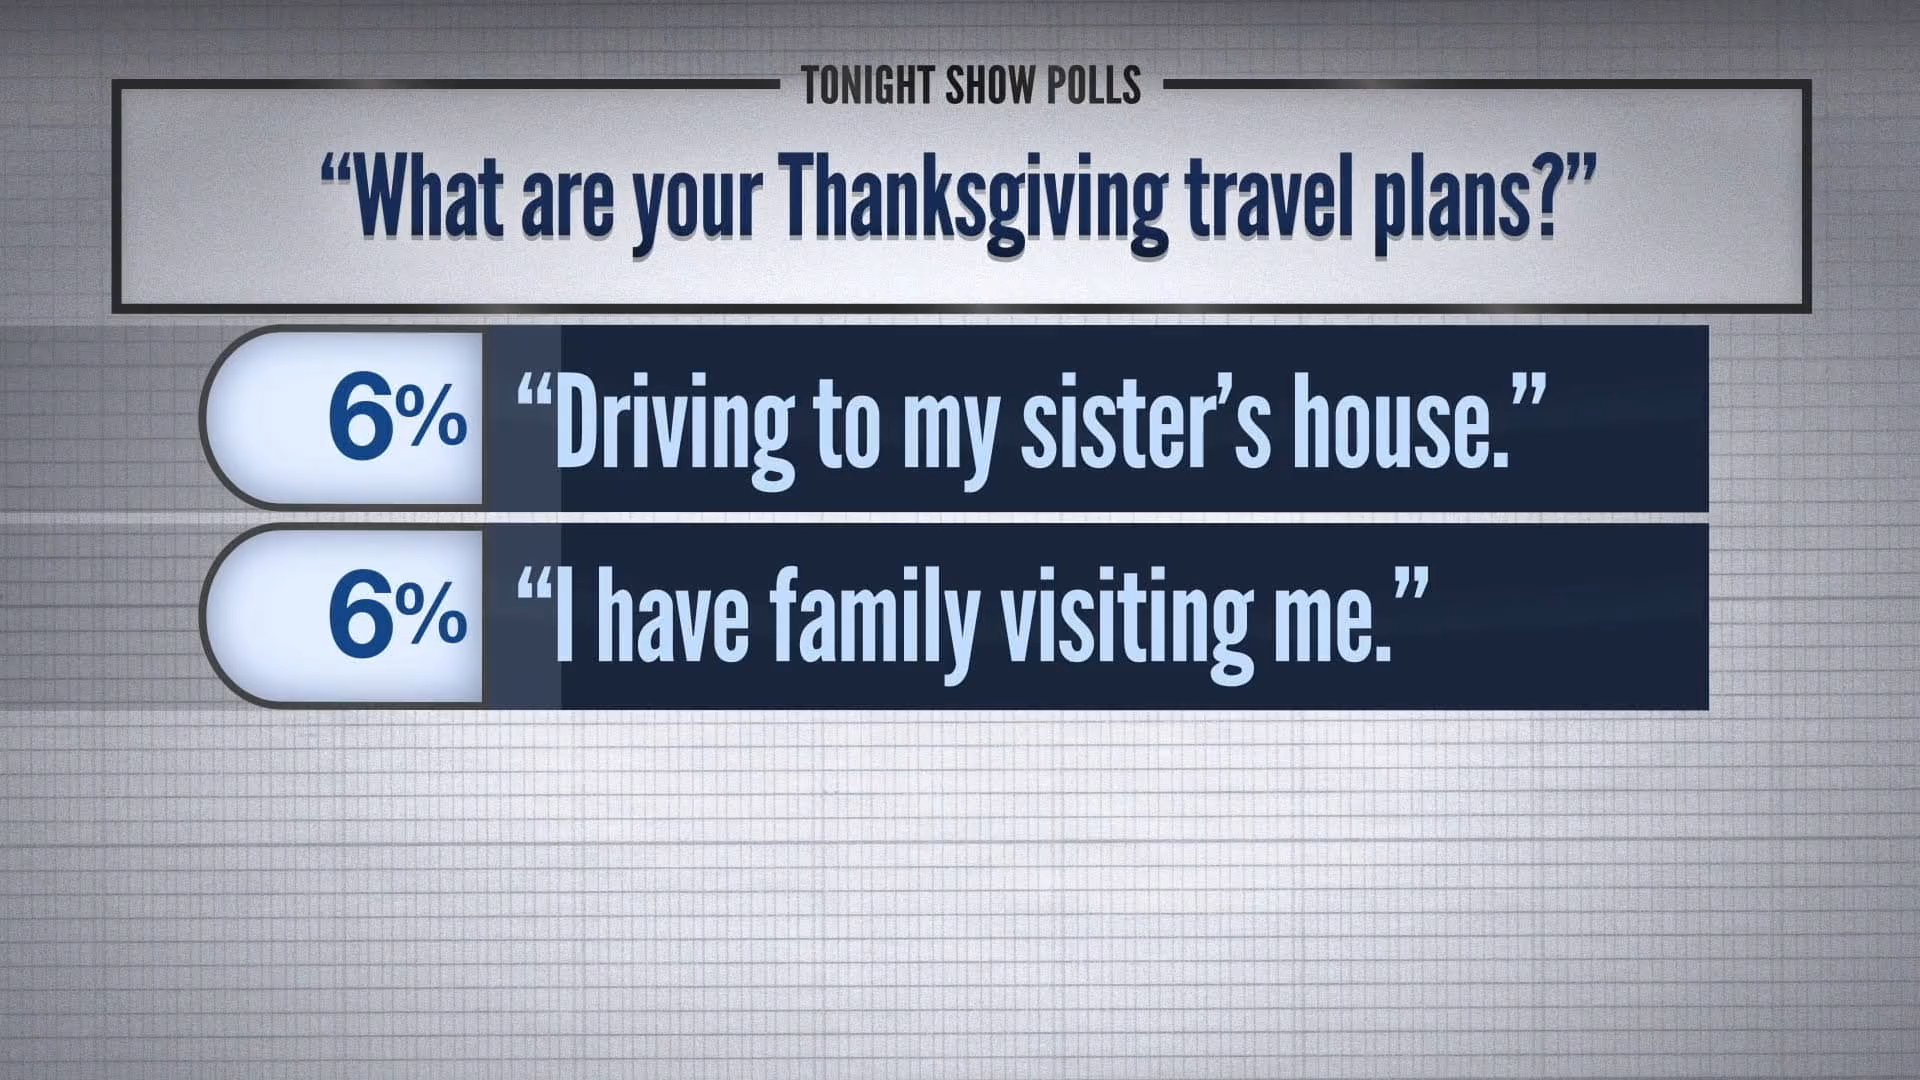 TONIGHT SHOW POLLS
“What are your Thanksgiving travel plans?”
6% “Driving to my sister’s house.”
6% “I have family visiting me.”